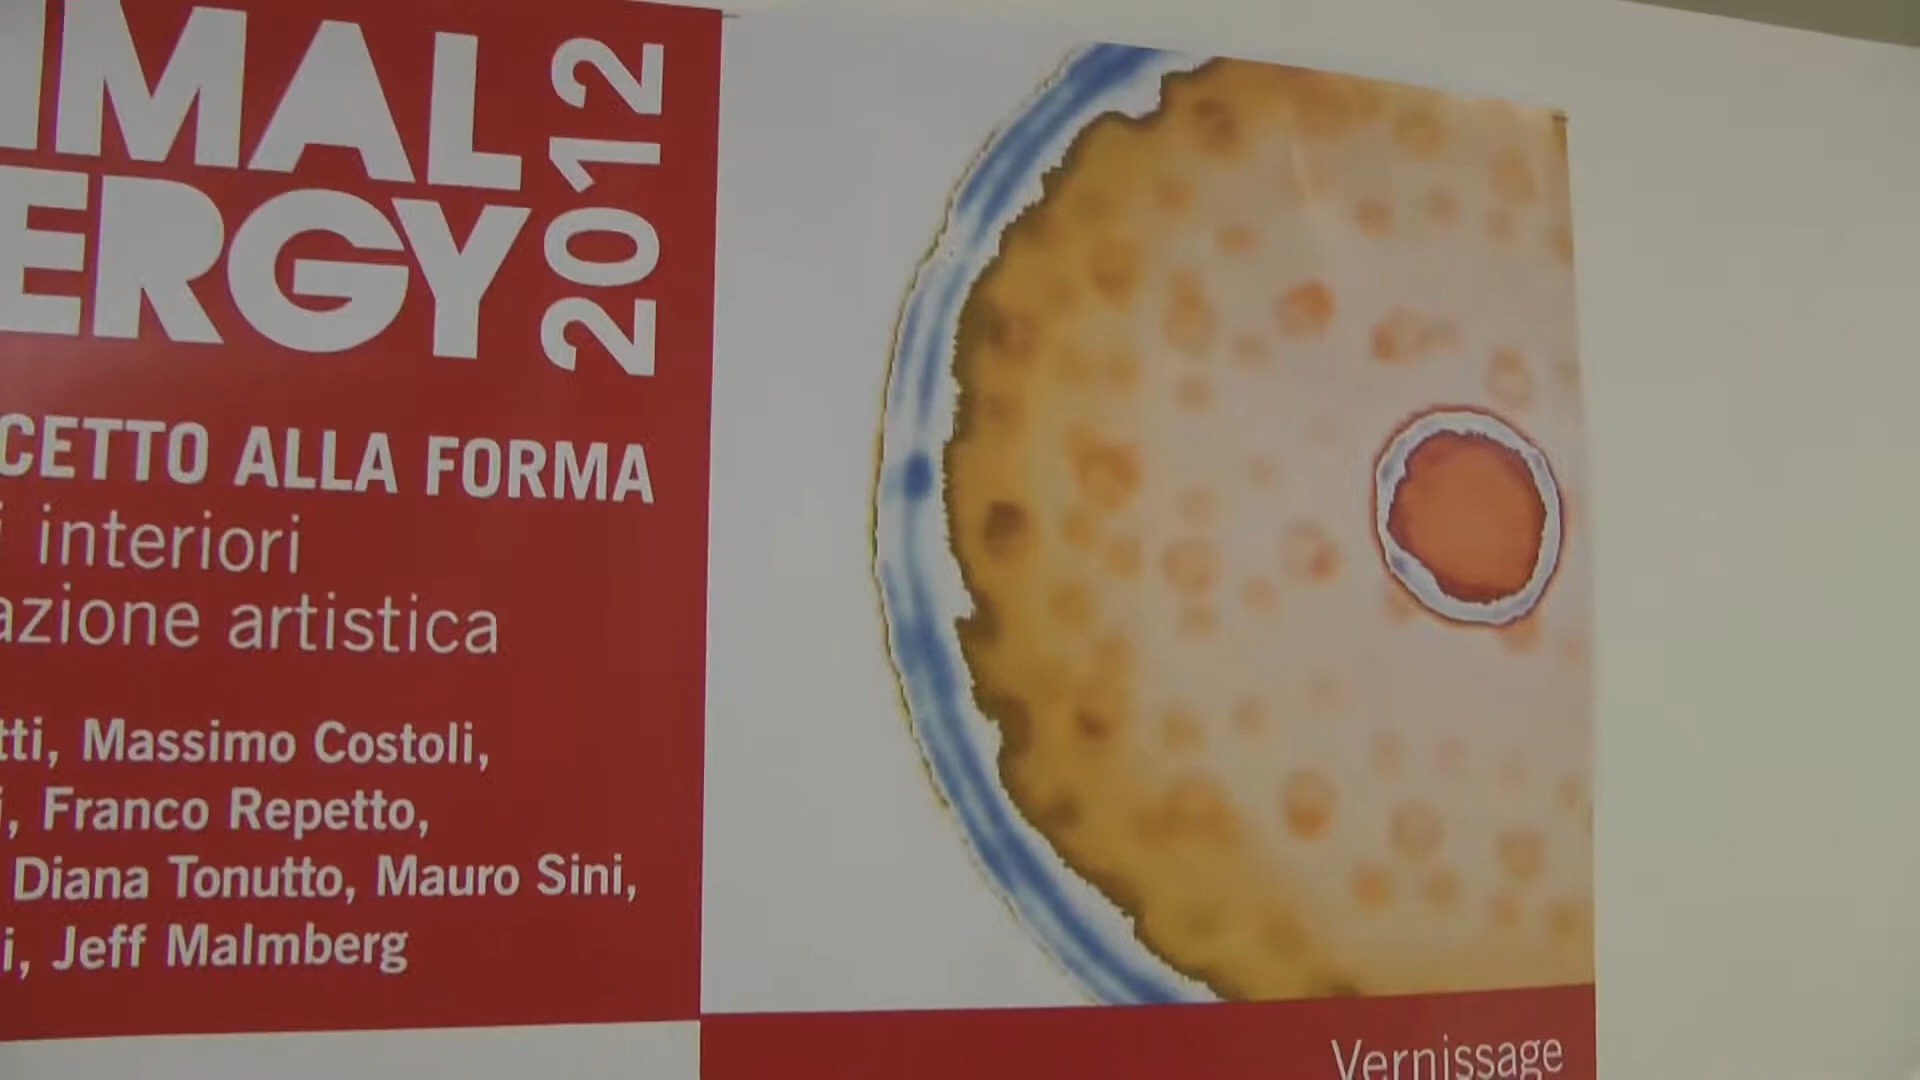 IMAL
ERGY
2012
CETTO ALLA FORMA
i interiori
azione artistica
tti, Massimo Costoli,
i, Franco Repetto,
Diana Tonutto, Mauro Sini,
i, Jeff Malmberg
Vernissage